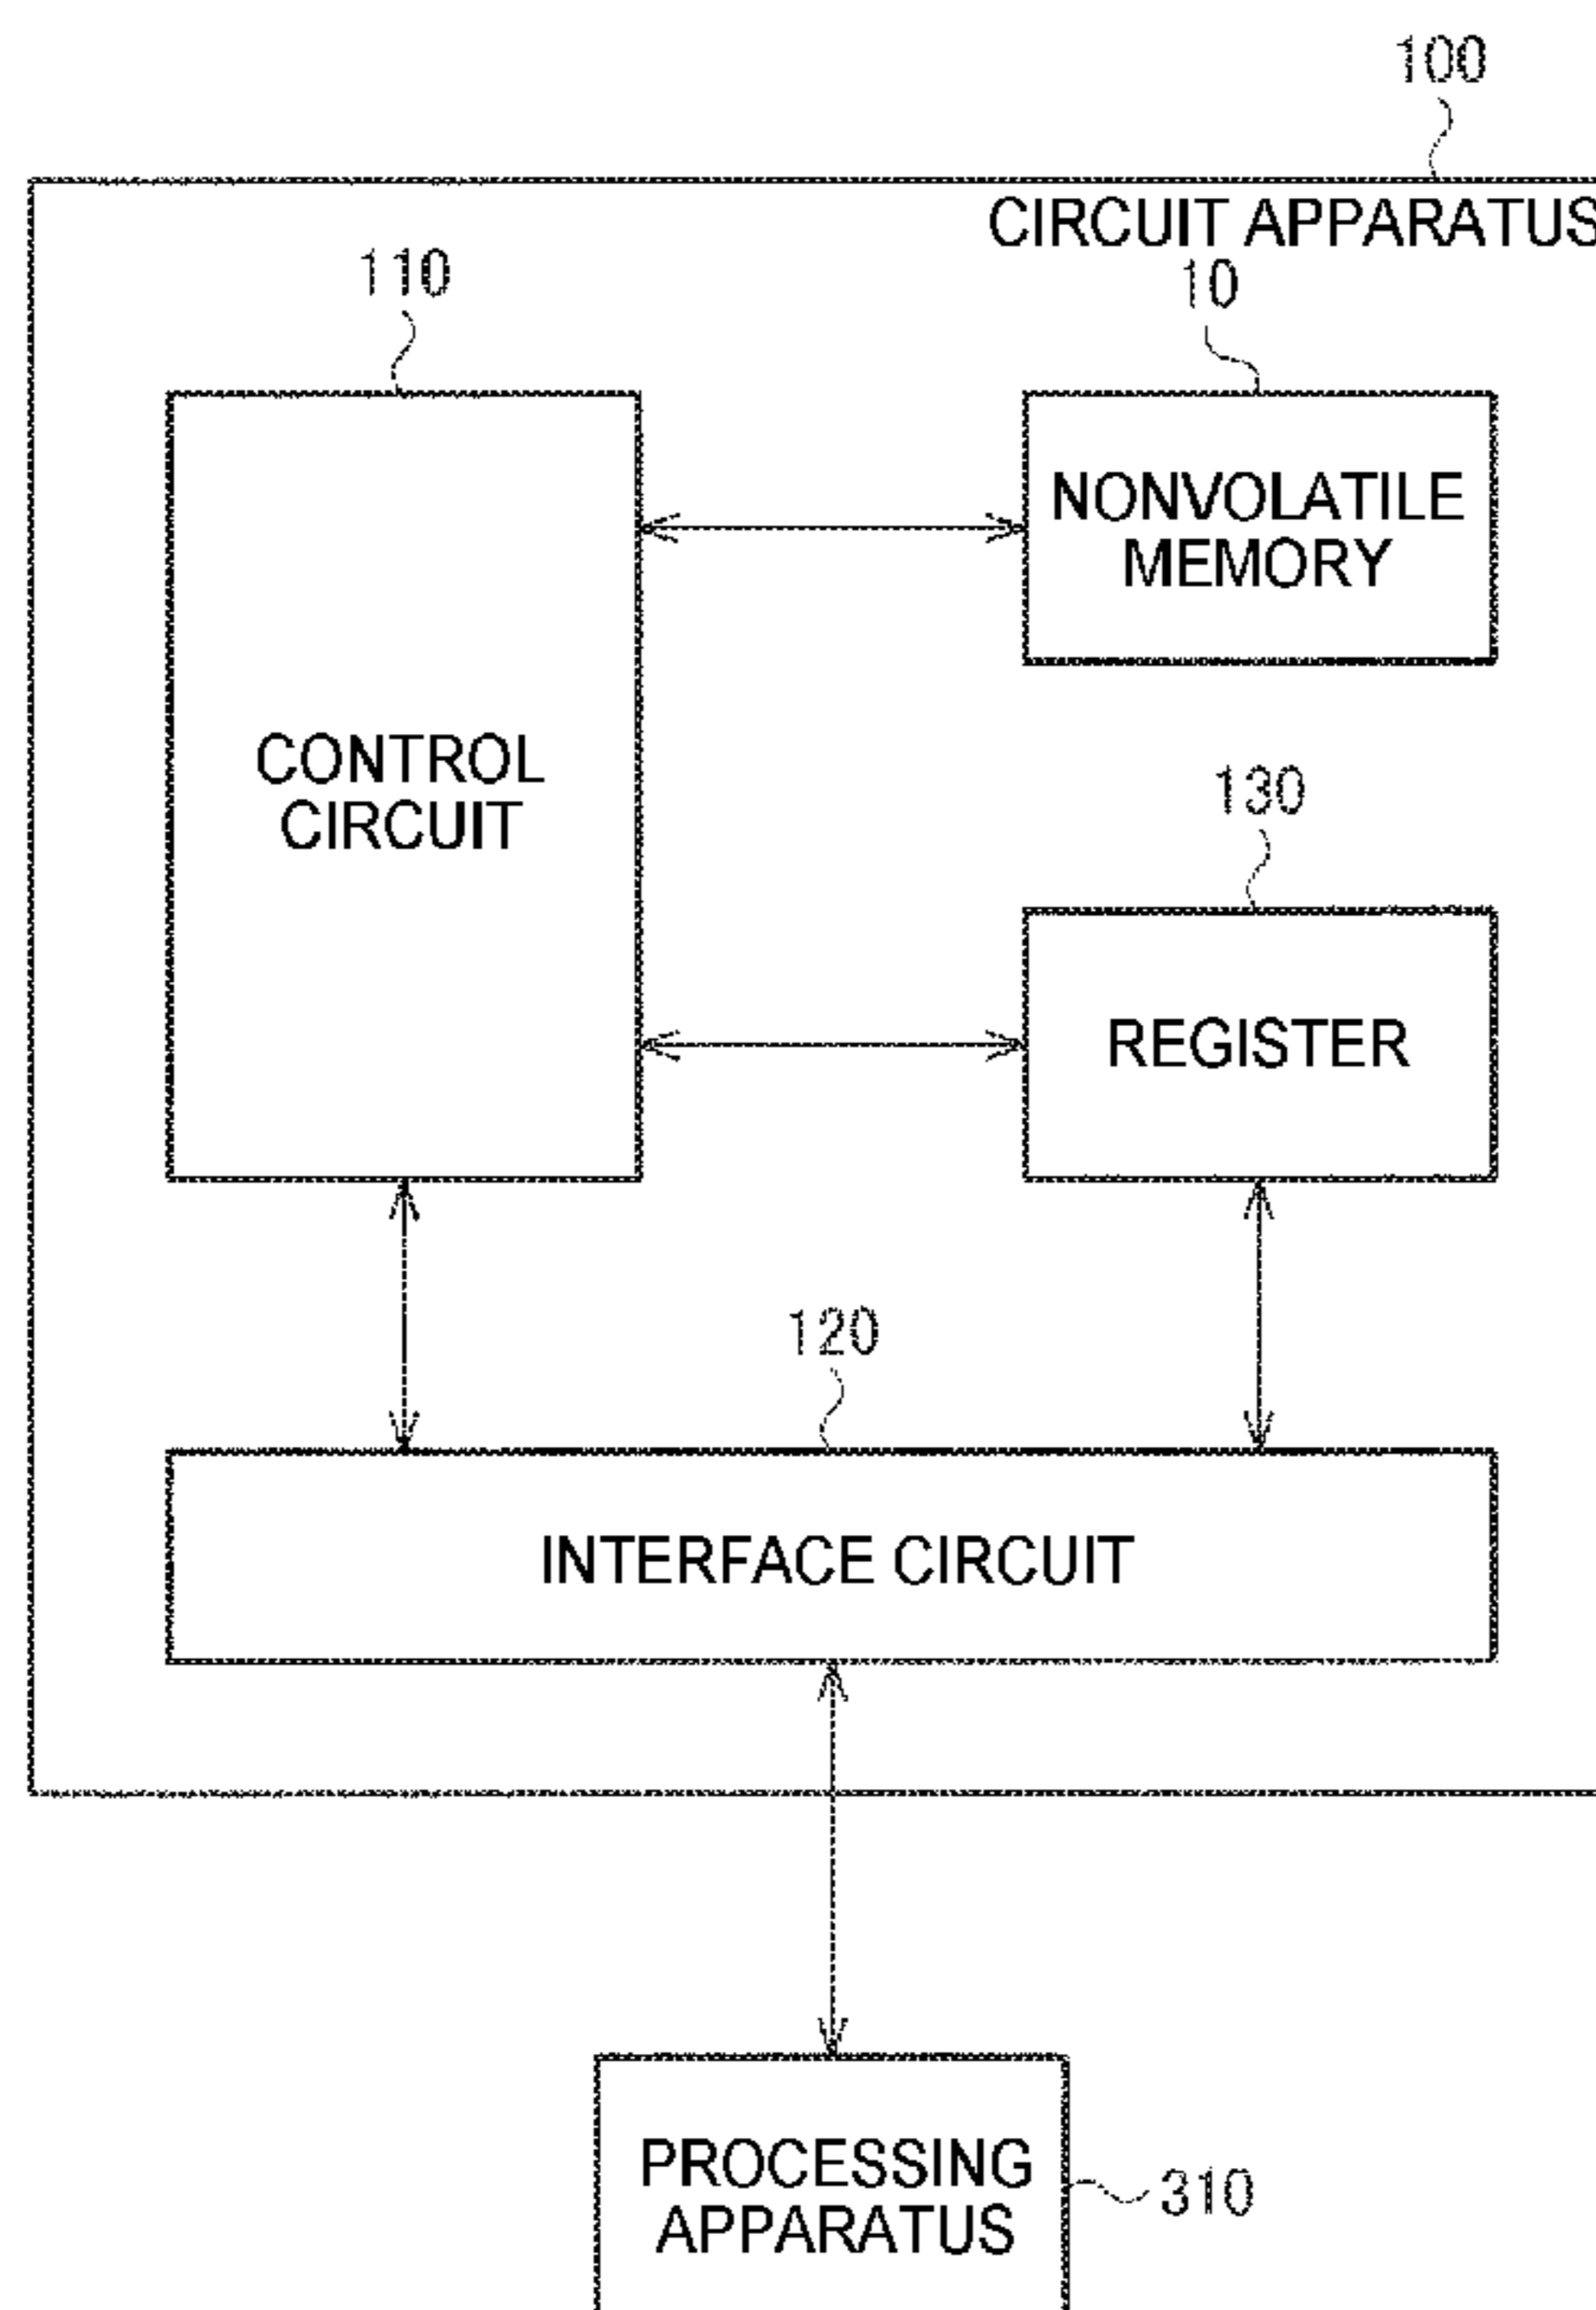 100
CIRCUIT APPARATUS
110
10
NONVOLATILE
MEMORY
CONTROL
CIRCUIT
130
REGISTER
120
INTERFACE CIRCUIT
PROCESSING
APPARATUS
310